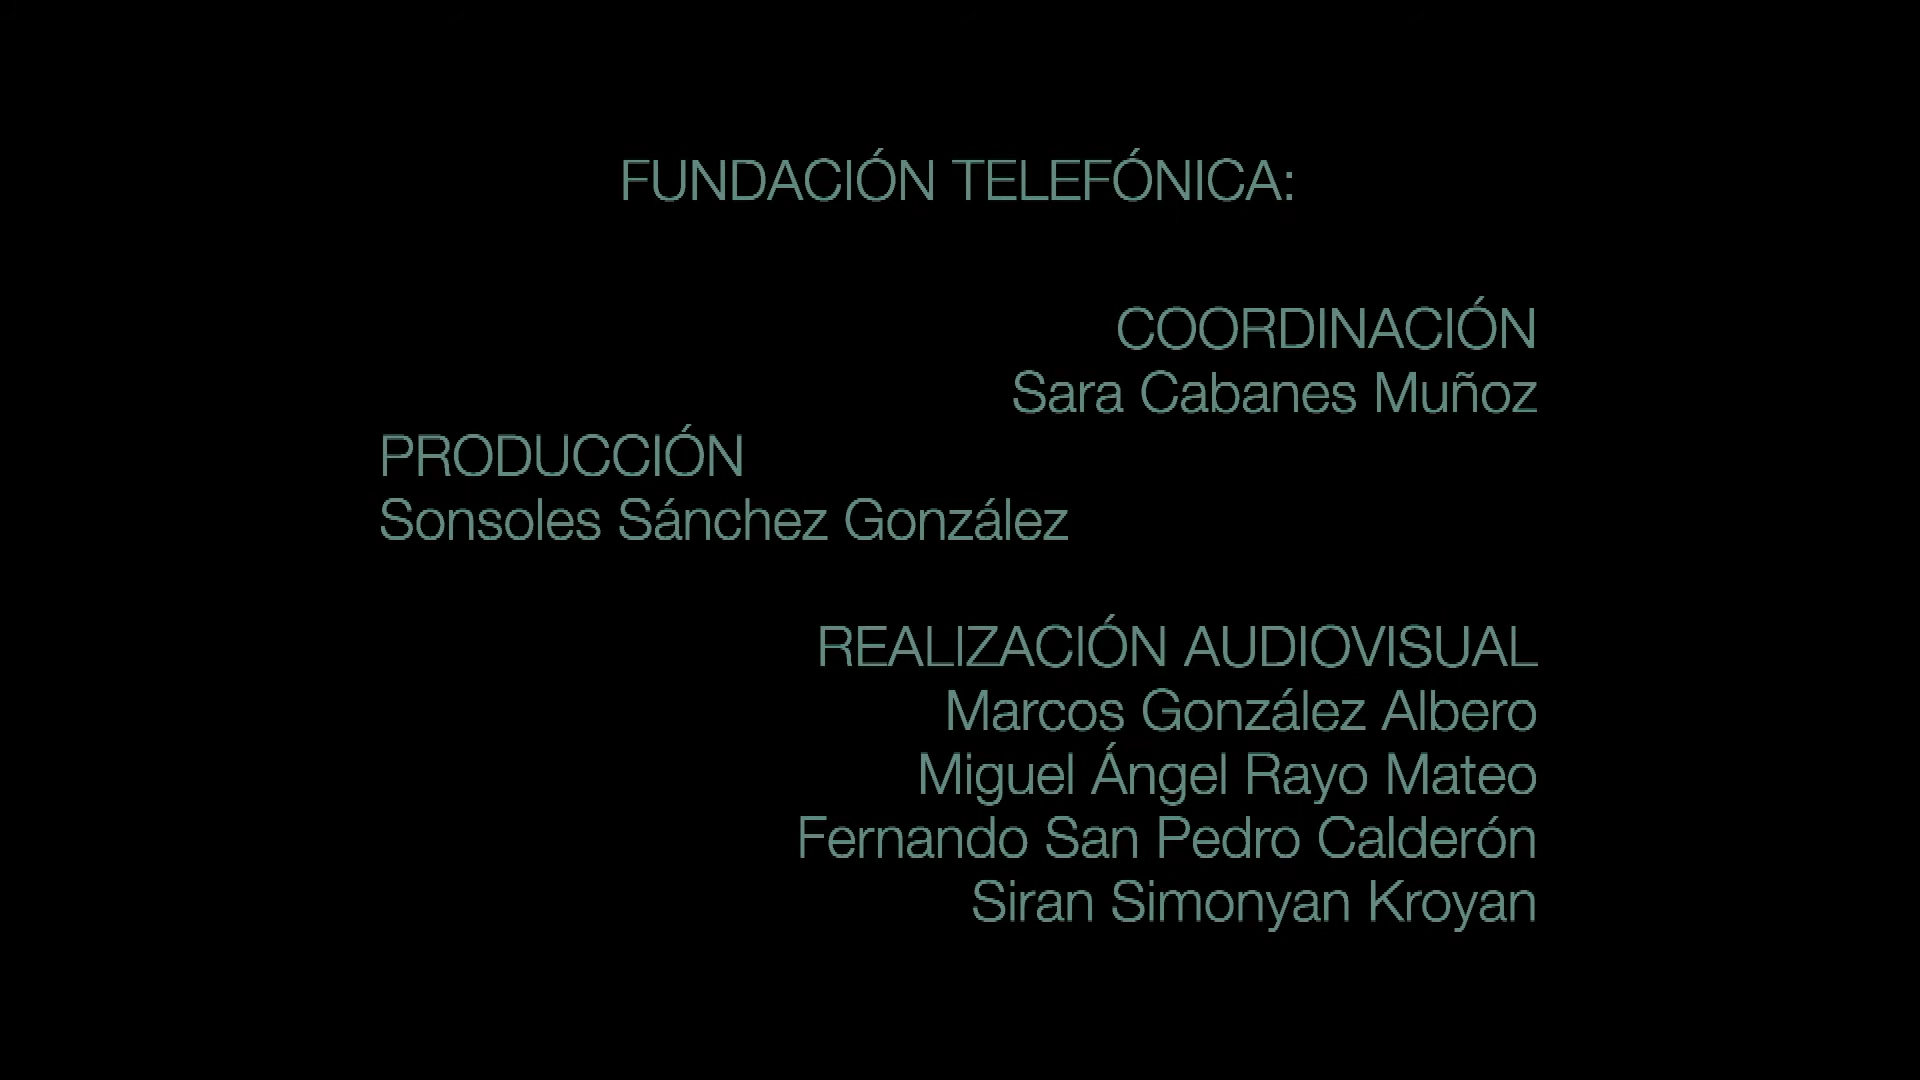 FUNDACIÓN TELEFÓNICA:
COORDINACIÓN
Sara Cabanes Muñoz
PRODUCCIÓN
Sonsoles Sánchez González
REALIZACIÓN AUDIOVISUAL
Marcos González Albero
Miguel Ángel Rayo Mateo
Fernando San Pedro Calderón
Siran Simonyan Kroyan